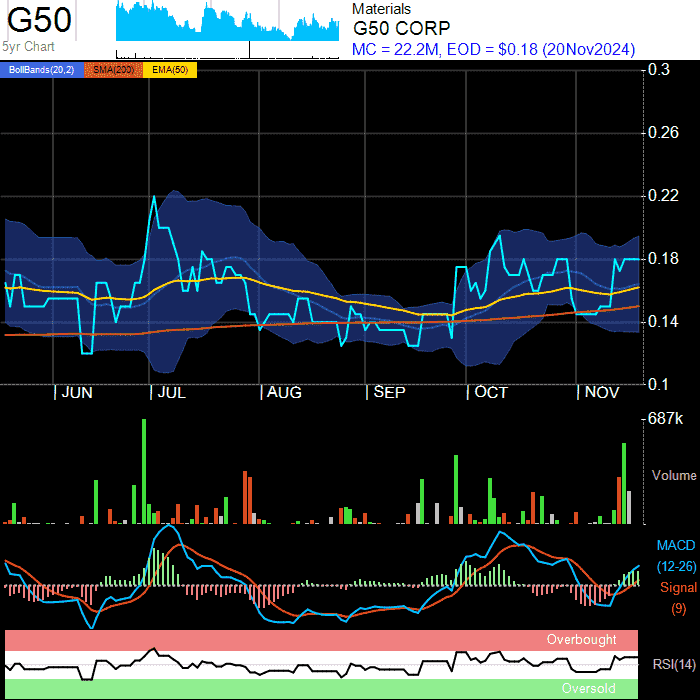 G50
5yr Chart
Materials
G50 CORP
MC = 22.2M, EOD = $0.18 (20Nov2024)
BollBands(20,2) SMA(200) EMA(50)
0.3
0.26
0.22
0.18
0.14
0.1
JUN JUL AUG SEP OCT NOV
687k
Volume
MACD
(12-26)
Signal
(9)
Overbought
RSI(14)
Oversold